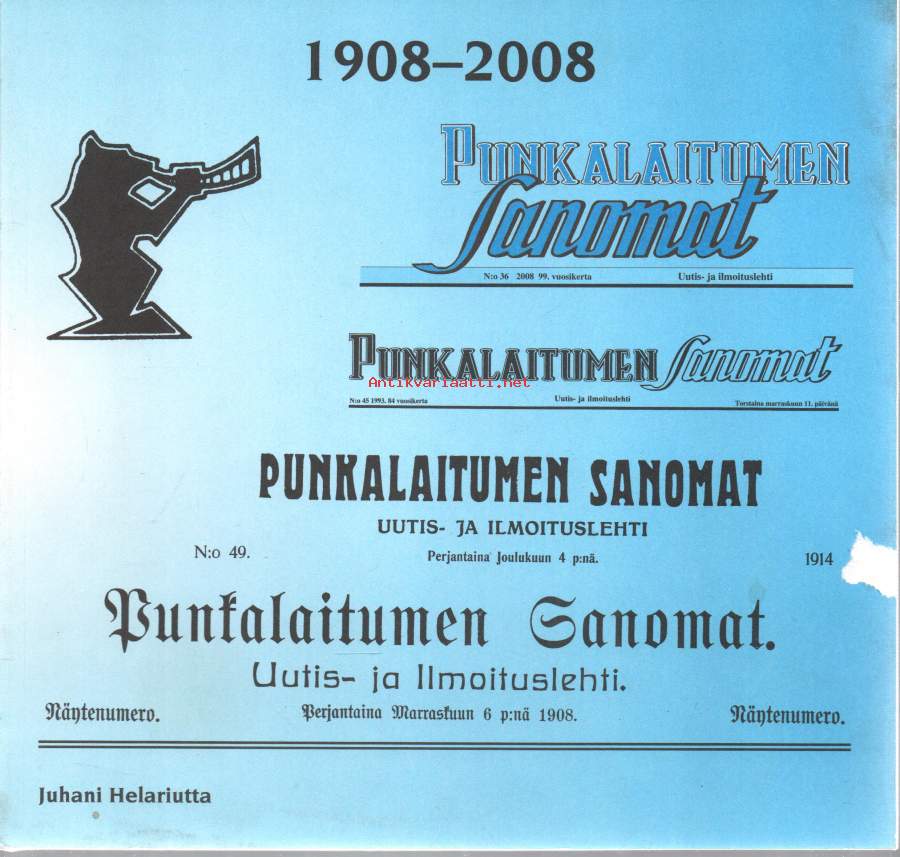 1908–2008
PUNKALAITUMEN
Sanomat
N:o 36 2008 99. vuosikerta Uutis- ja ilmoituslehti
PUNKALAITUMEN Sanomat
Antikvariaatti.net
N:o 45 1993. 84 vuosikerta Uutis- ja ilmoituslehti Torstaina marraskuun 11. päivänä
PUNKALAITUMEN SANOMAT
UUTIS- JA ILMOITUSLEHTI
N:o 49. Perjantaina Joulukuun 4 p:nä. 1914
Punkalaitumen Sanomat.
Uutis- ja Ilmoituslehti.
Näytenumero. Perjantaina Marraskuun 6 p:nä 1908. Näytenumero.
Juhani Helariutta